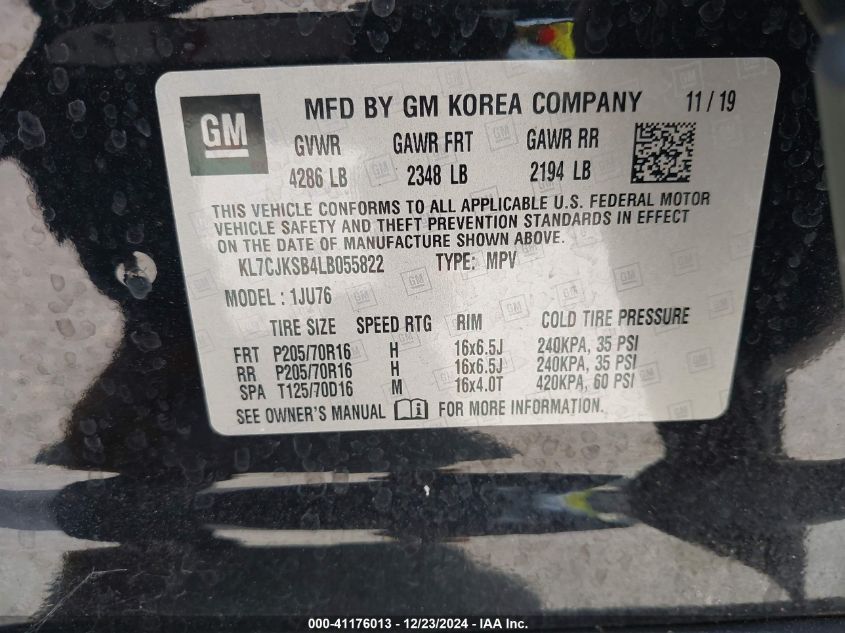 GM MFD BY GM KOREA COMPANY 11 / 19
GVWR GAWR FRT GAWR RR
4286 LB 2348 LB 2194 LB
THIS VEHICLE CONFORMS TO ALL APPLICABLE U.S. FEDERAL MOTOR
VEHICLE SAFETY AND THEFT PREVENTION STANDARDS IN EFFECT
ON THE DATE OF MANUFACTURE SHOWN ABOVE.
KL7CJKSB4LB055822 TYPE: MPV
MODEL : 1JU76
TIRE SIZE SPEED RTG RIM COLD TIRE PRESSURE
FRT P205/70R16 H 16x6.5J 240KPA, 35 PSI
RR P205/70R16 H 16x6.5J 240KPA, 35 PSI
SPA T125/70D16 M 16x4.0T 420KPA, 60 PSI
SEE OWNER'S MANUAL FOR MORE INFORMATION.
000-41176013 - 12/23/2024 - IAA Inc.